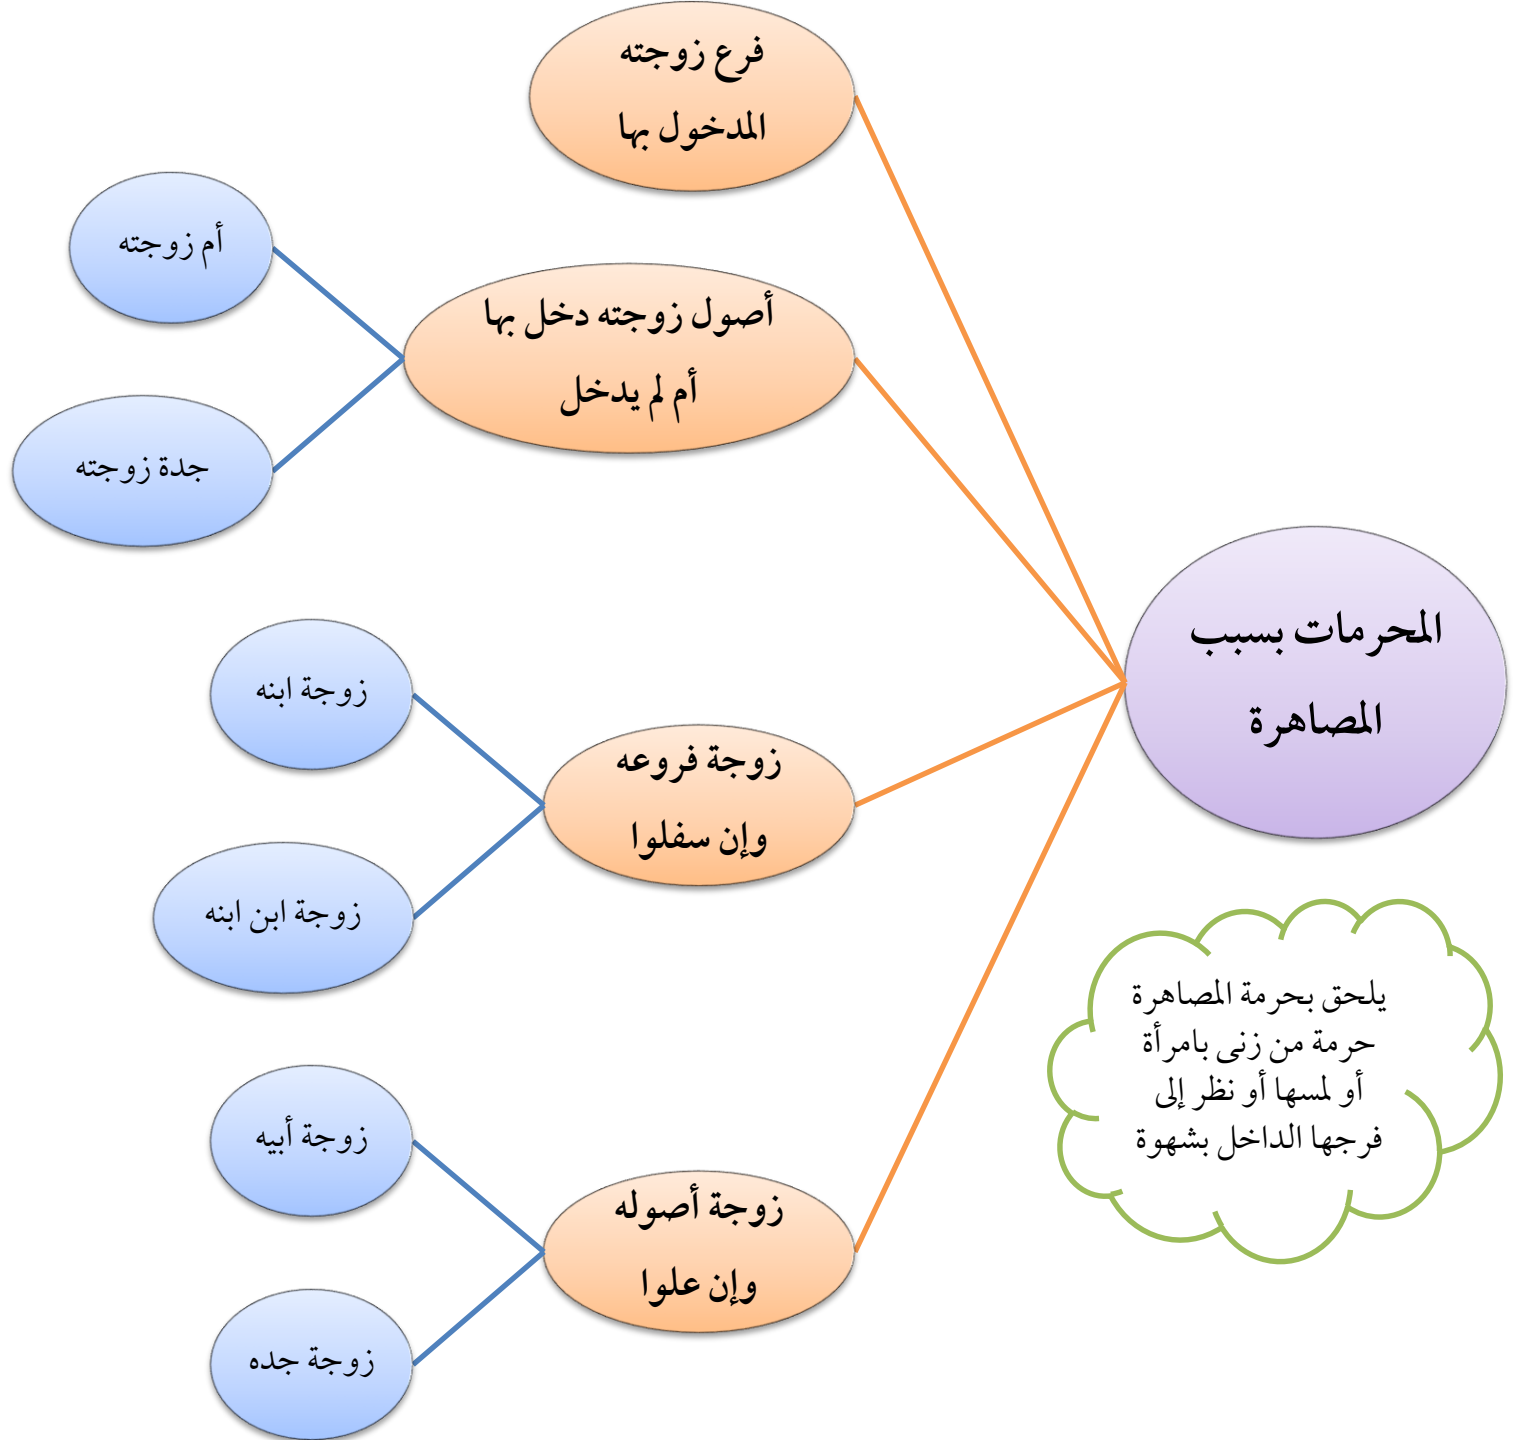 المحرمات بسبب
المصاهرة
فرع زوجته
المدخول بها
أصول زوجته دخل بها
أم لم يدخل
أم زوجته
جدة زوجته
زوجة فروعه
وإن سفلوا
زوجة ابنه
زوجة ابن ابنه
زوجة أصوله
وإن علوا
زوجة أبيه
زوجة جده
يلحق بحرمة المصاهرة
حرمة من زنى بامرأة
أو لمسها أو نظر إلى
فرجها الداخل بشهوة